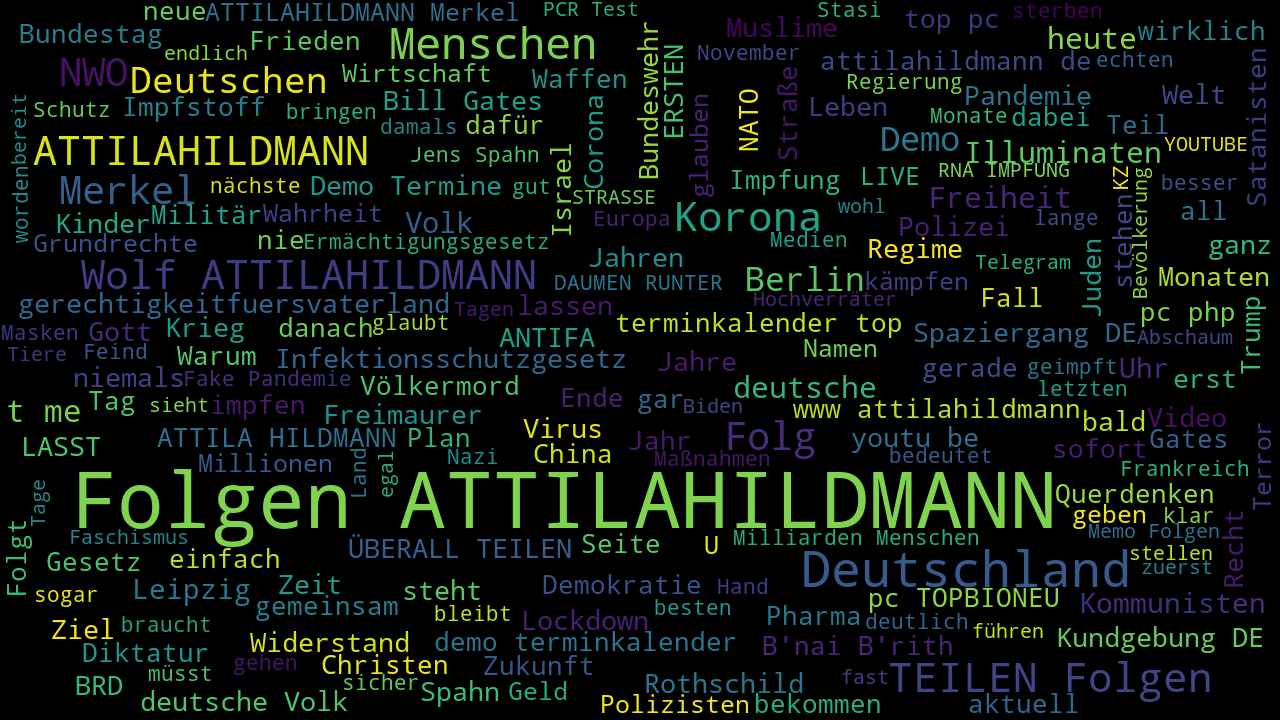 neue
ATTILAHILDMANN Merkel
PCR Test
Stasi
sterben
Bundestag
endlich
Frieden
Menschen
Bundeswehr
Muslime
top pc
heute
wirklich
NWO
Deutschen
Wirtschaft
Waffen
ERSTEN
November
attilahildmann de
echten
Schutz
Impfstoff
bringen
Bill Gates
Corona
glauben
NATO
Straße
Regierung
Leben
Pandemie
Welt
Satanisten
damals
dafür
Monate
dabei
Teil
wordenbereit
ATTILAHILDMANN
Jens Spahn
Israel
Demo
Illuminaten
YOUTUBE
Merkel
nächste
Demo Termine
gut
STRASSE
Impfung
LIVE
RNA IMPFUNG
KZ
besser
Kinder
Militär
Wahrheit
Volk
Europa
Korona
wohl
Freiheit
Polizei
lange
stehen
Bevölkerung
all
Grundrechte
nie
Ermächtigungsgesetz
Medien
Regime
Juden
ganz
Wolf ATTILAHILDMANN
Jahren
DAUMEN RUNTER
Berlin
kämpfen
Telegram
Monaten
gerechtigkeitfuersvaterland
Tagen
lassen
Hochverräter
Fall
pc php
Masken
Gott
Krieg
danach
glaubt
ANTIFA
terminkalender top
Spaziergang DE
Abschaum
Trump
Tiere
Feind
Warum
Infektionsschutzgesetz
Jahre
Namen
niemals
Fake Pandemie
Völkermord
deutsche
gerade
geimpft
Uhr
erst
letzten
t me
Tag
sieht
impfen
Freimaurer
Ende
gar
Biden
www attilahildmann
bald
Video
LASST
ATTILA HILDMANN
Plan
Virus
Jahr
Folg
youtu be
sofort
Gates
Millionen
Land
egal
Nazi
China
Maßnahmen
bedeutet
Frankreich
Terror
Tage
Folgen ATTILAHILDMANN
Querdenken
geben
klar
Folgt
Faschismus
Milliarden Menschen
Memo Folgen
Recht
Gesetz
einfach
ÜBERALL TEILEN
Seite
U
Deutschland
stellen
zuerst
sogar
Leipzig
Zeit
steht
Demokratie
Hand
pc TOPBIONEU
Kommunisten
gemeinsam
bleibt
Lockdown
besten
Pharma
deutlich
führen
Ziel
braucht
Widerstand
demo terminkalender
B'nai B'rith
Kundgebung DE
Diktatur
müsst
gehen
Christen
Zukunft
fast
TEILEN Folgen
BRD
sicher
Spahn
Geld
Rothschild
deutsche Volk
Polizisten
bekommen
aktuell